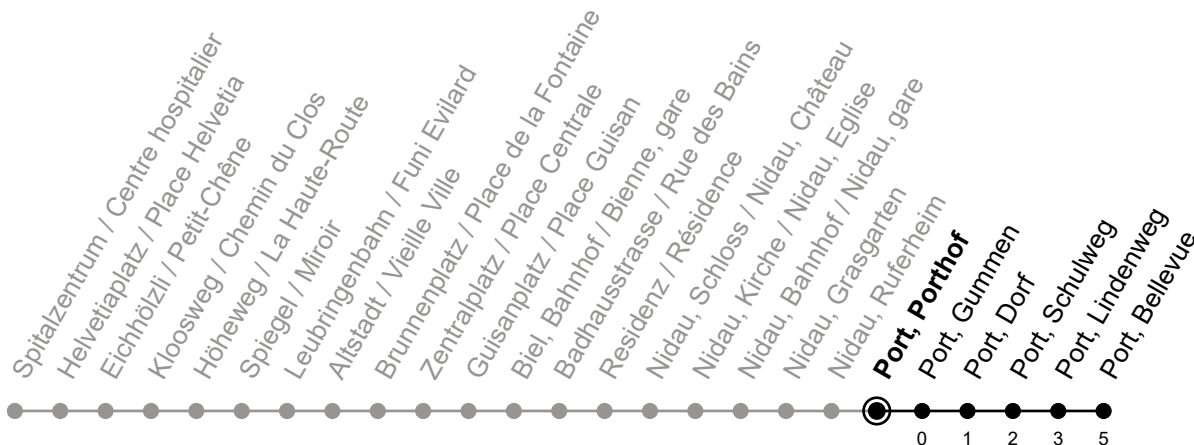 Spitalzentrum / Centre hospitalier
Helvetiaplatz / Place Helvetia
Eichhölzli / Petit-Chêne
Kloosweg / Chemin du Clos
Höheweg / La Haute-Route
Spiegel / Miroir
Leubringenbahn / Funi Evilard
Altstadt / Vieille Ville
Brunnenplatz / Place de la Fontaine
Zentralplatz / Place Centrale
Guisanplatz / Place Guisan
Biel, Bahnhof / Bienne, gare
Badhausstrasse / Rue des Bains
Residenz / Résidence
Nidau, Schloss / Nidau, Château
Nidau, Kirche / Nidau, Eglise
Nidau, Bahnhof / Nidau, gare
Nidau, Grasgarten
Nidau, Ruferheim
Port, Porthof
Port, Gummen
Port, Dorf
Port, Schulweg
Port, Lindenweg
Port, Bellevue
0 1 2 3 5